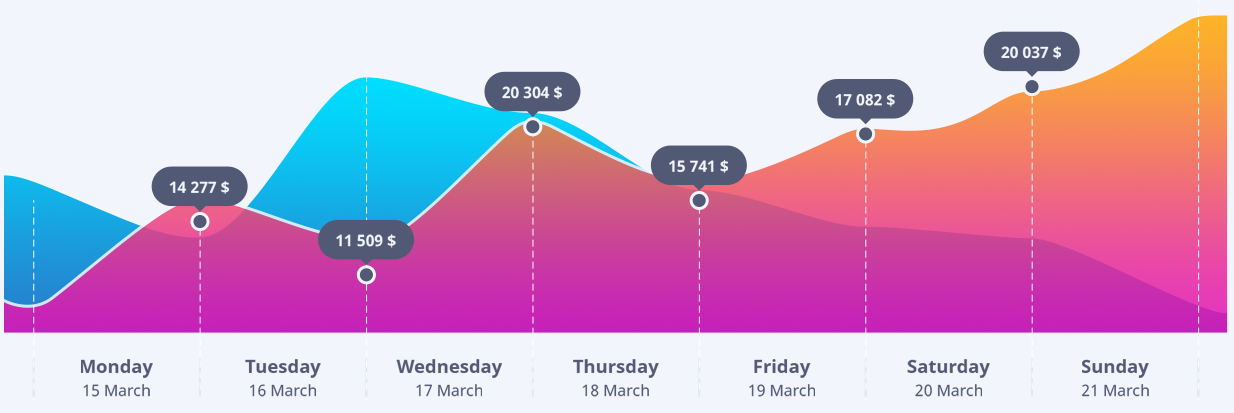 20 037 $
20 304 $
17 082 $
15 741 $
14 277 $
11 509 $
Monday
15 March
Tuesday
16 March
Wednesday
17 March
Thursday
18 March
Friday
19 March
Saturday
20 March
Sunday
21 March